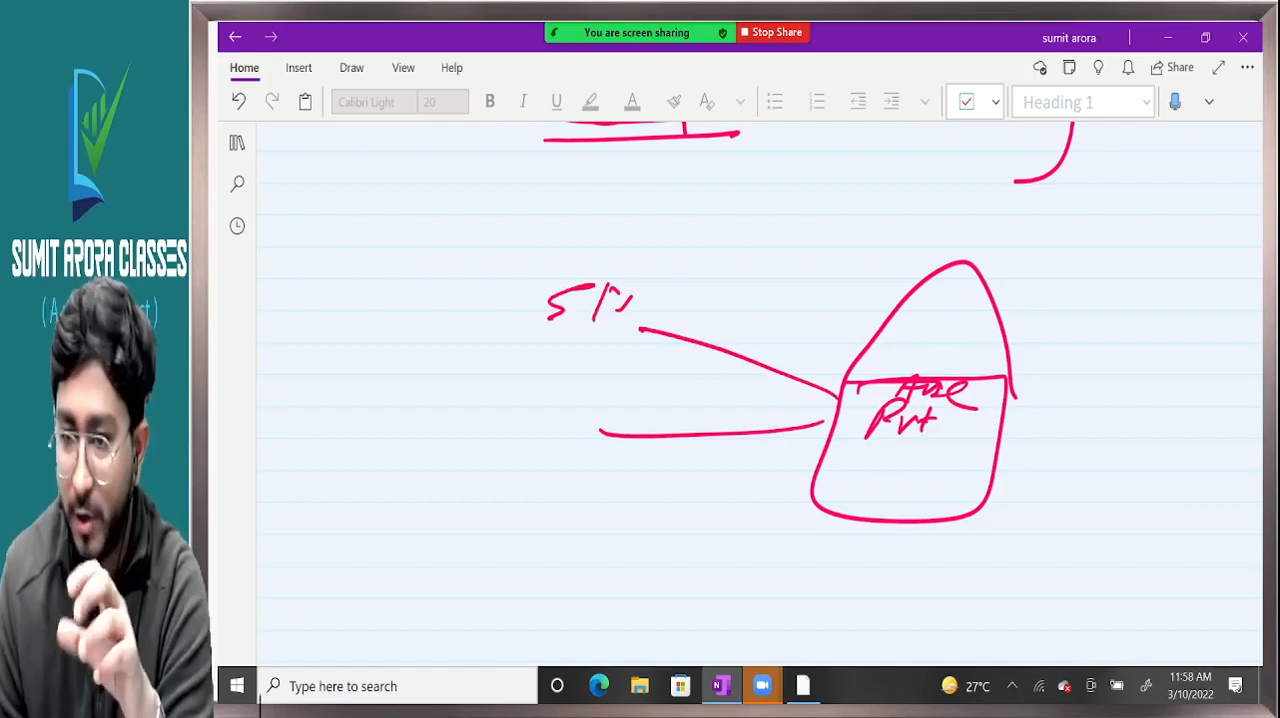 You are screen sharing
Stop Share
sumit arora
Home
Insert
Draw
View
Help
Share
Calibri Light
20
B
I
U
A
Heading 1
SUMIT ARORA CLASSES
( A
t )
Pvt
Type here to search
27°C
11:58 AM
3/10/2022